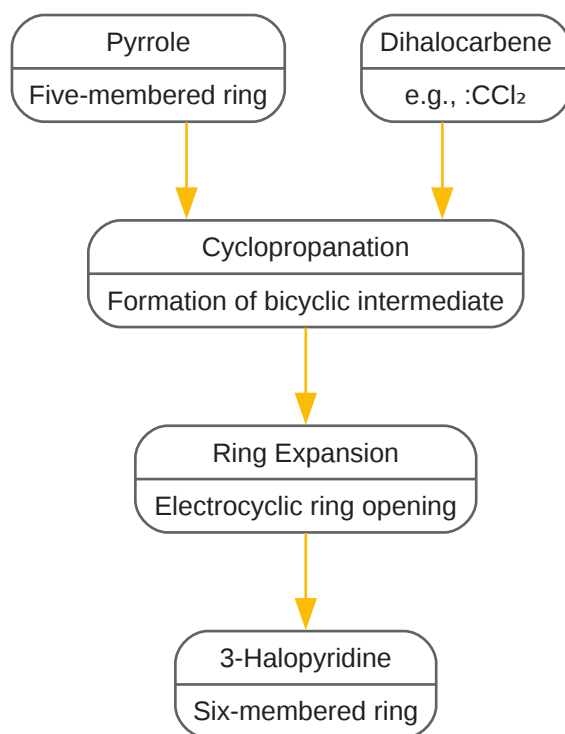 Pyrrole
Five-membered ring
Dihalocarbene
e.g., :CCl₂
Cyclopropanation
Formation of bicyclic intermediate
Ring Expansion
Electrocyclic ring opening
3-Halopyridine
Six-membered ring